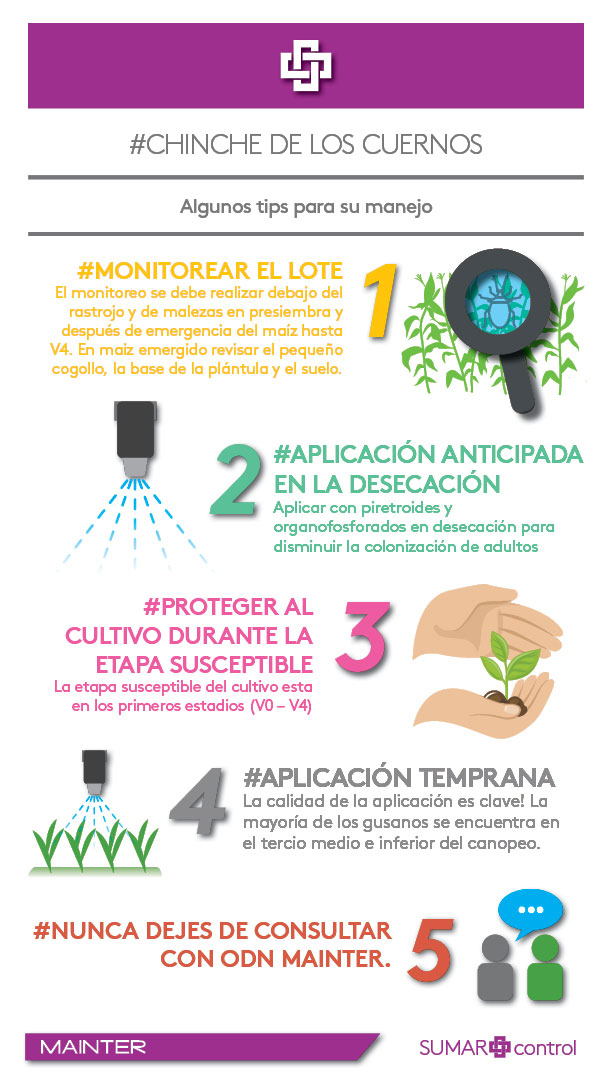 #CHINCHE DE LOS CUERNOS
Algunos tips para su manejo
#MONITOREAR EL LOTE
El monitoreo se debe realizar debajo del
rastrojo y de malezas en presiembra y
después de emergencia del maíz hasta
V4. En maiz emergido revisar el pequeño
cogollo, la base de la plántula y el suelo.
1
2
#APLICACIÓN ANTICIPADA
EN LA DESECACIÓN
Aplicar con piretroides y
organofosforados en desecación para
disminuir la colonización de adultos
#PROTEGER AL
CULTIVO DURANTE LA
ETAPA SUSCEPTIBLE
La etapa susceptible del cultivo esta
en los primeros estadios (V0 – V4)
3
4
#APLICACIÓN TEMPRANA
La calidad de la aplicación es clave! La
mayoría de los gusanos se encuentra en
el tercio medio e inferior del canopeo.
#NUNCA DEJES DE CONSULTAR
CON ODN MAINTER.
5
MAINTER
SUMAR control